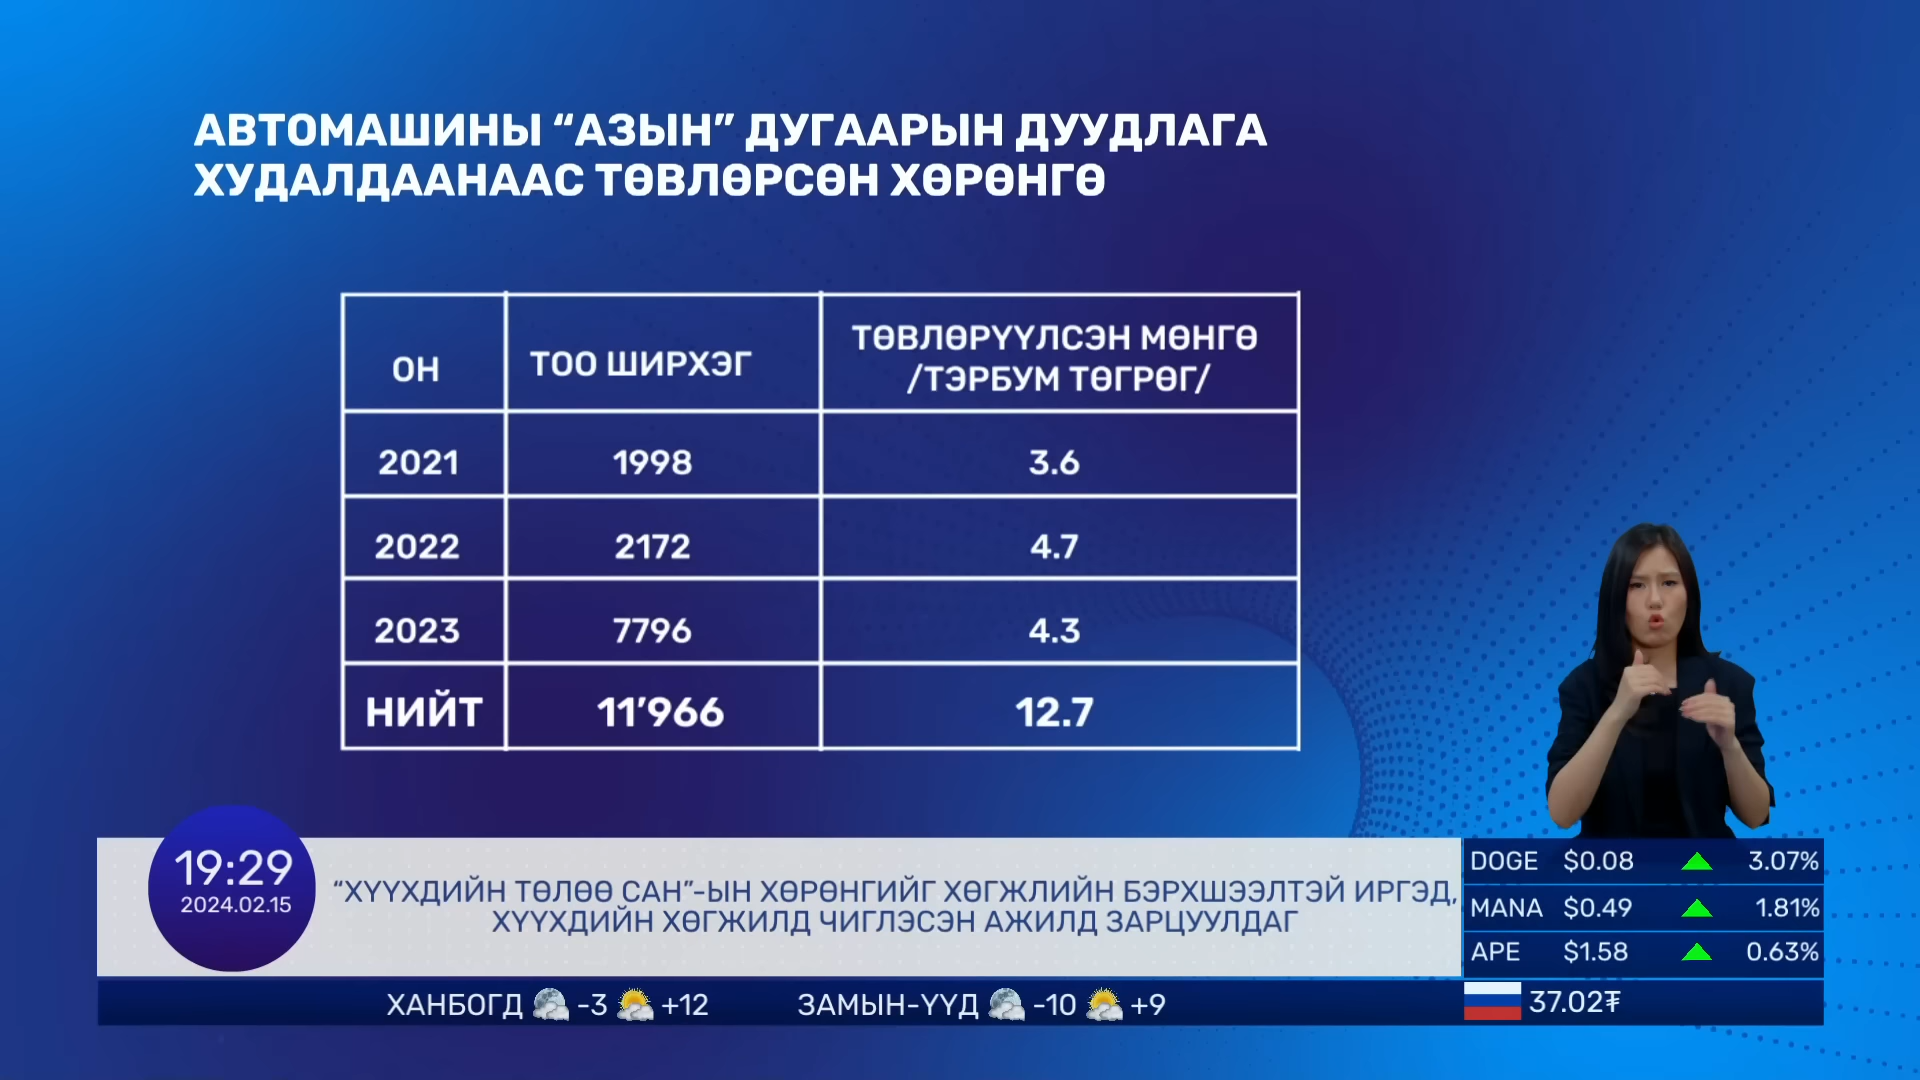 АВТОМАШИНЫ “АЗЫН” ДУГААРЫН ДУУДЛАГА
ХУДАЛДААНААС ТӨВЛӨРСӨН ХӨРӨНГӨ
ОН ТОО ШИРХЭГ ТӨВЛӨРҮҮЛСЭН МӨНГӨ
/ТЭРБУМ ТӨГРӨГ/
2021 1998 3.6
2022 2172 4.7
2023 7796 4.3
НИЙТ 11’966 12.7
19:29
2024.02.15
“ХҮҮХДИЙН ТӨЛӨӨ САН”-ЫН ХӨРӨНГИЙГ ХӨГЖЛИЙН БЭРХШЭЭЛТЭЙ ИРГЭД,
ХҮҮХДИЙН ХӨГЖИЛД ЧИГЛЭСЭН АЖИЛД ЗАРЦУУЛДАГ
DOGE $0.08 3.07%
MANA $0.49 1.81%
APE $1.58 0.63%
ХАНБОГД -3 +12 ЗАМЫН-ҮҮД -10 +9
37.02₮